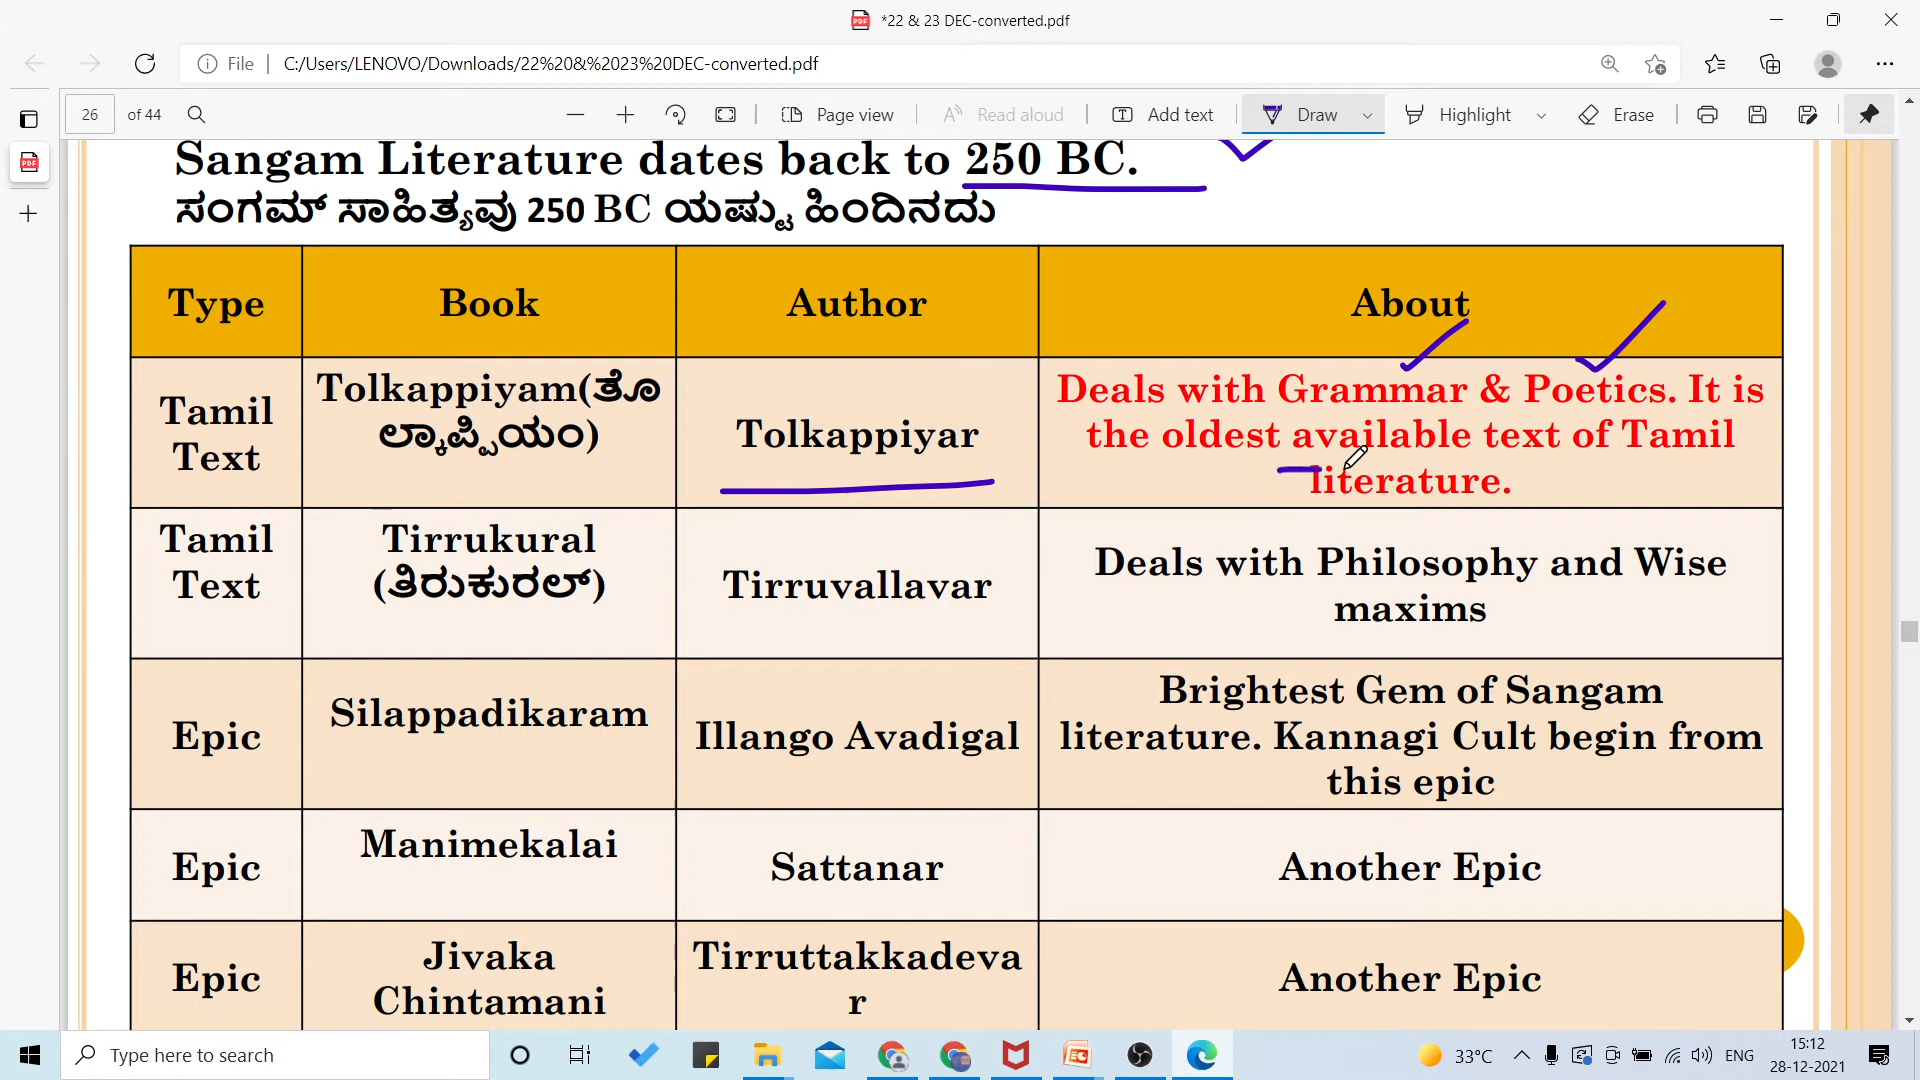 *22 & 23 DEC-converted.pdf
File
C:/Users/LENOVO/Downloads/22%20&%2023%20DEC-converted.pdf
26 of 44
Page view
Read aloud
Add text
Draw
Highlight
Erase
Sangam Literature dates back to 250 BC.
ಸಂಗಮ್ ಸಾಹಿತ್ಯವು 250 BC ಯಷ್ಟು ಹಿಂದಿನದು
Type Book Author About
Tamil
Text
Tolkappiyam(ತೊ
ಲ್ಕಾಪ್ಪಿಯಂ)
Tolkappiyar
Deals with Grammar & Poetics. It is
the oldest available text of Tamil
literature.
Tamil
Text
Tirrukural
(ತಿರುಕುರಲ್)
Tirruvallavar
Deals with Philosophy and Wise
maxims
Epic
Silappadikaram
Illango Avadigal
Brightest Gem of Sangam
literature. Kannagi Cult begin from
this epic
Epic
Manimekalai
Sattanar
Another Epic
Epic
Jivaka
Chintamani
Tirruttakkadeva
r
Another Epic
Type here to search
33°C
ENG
15:12
28-12-2021